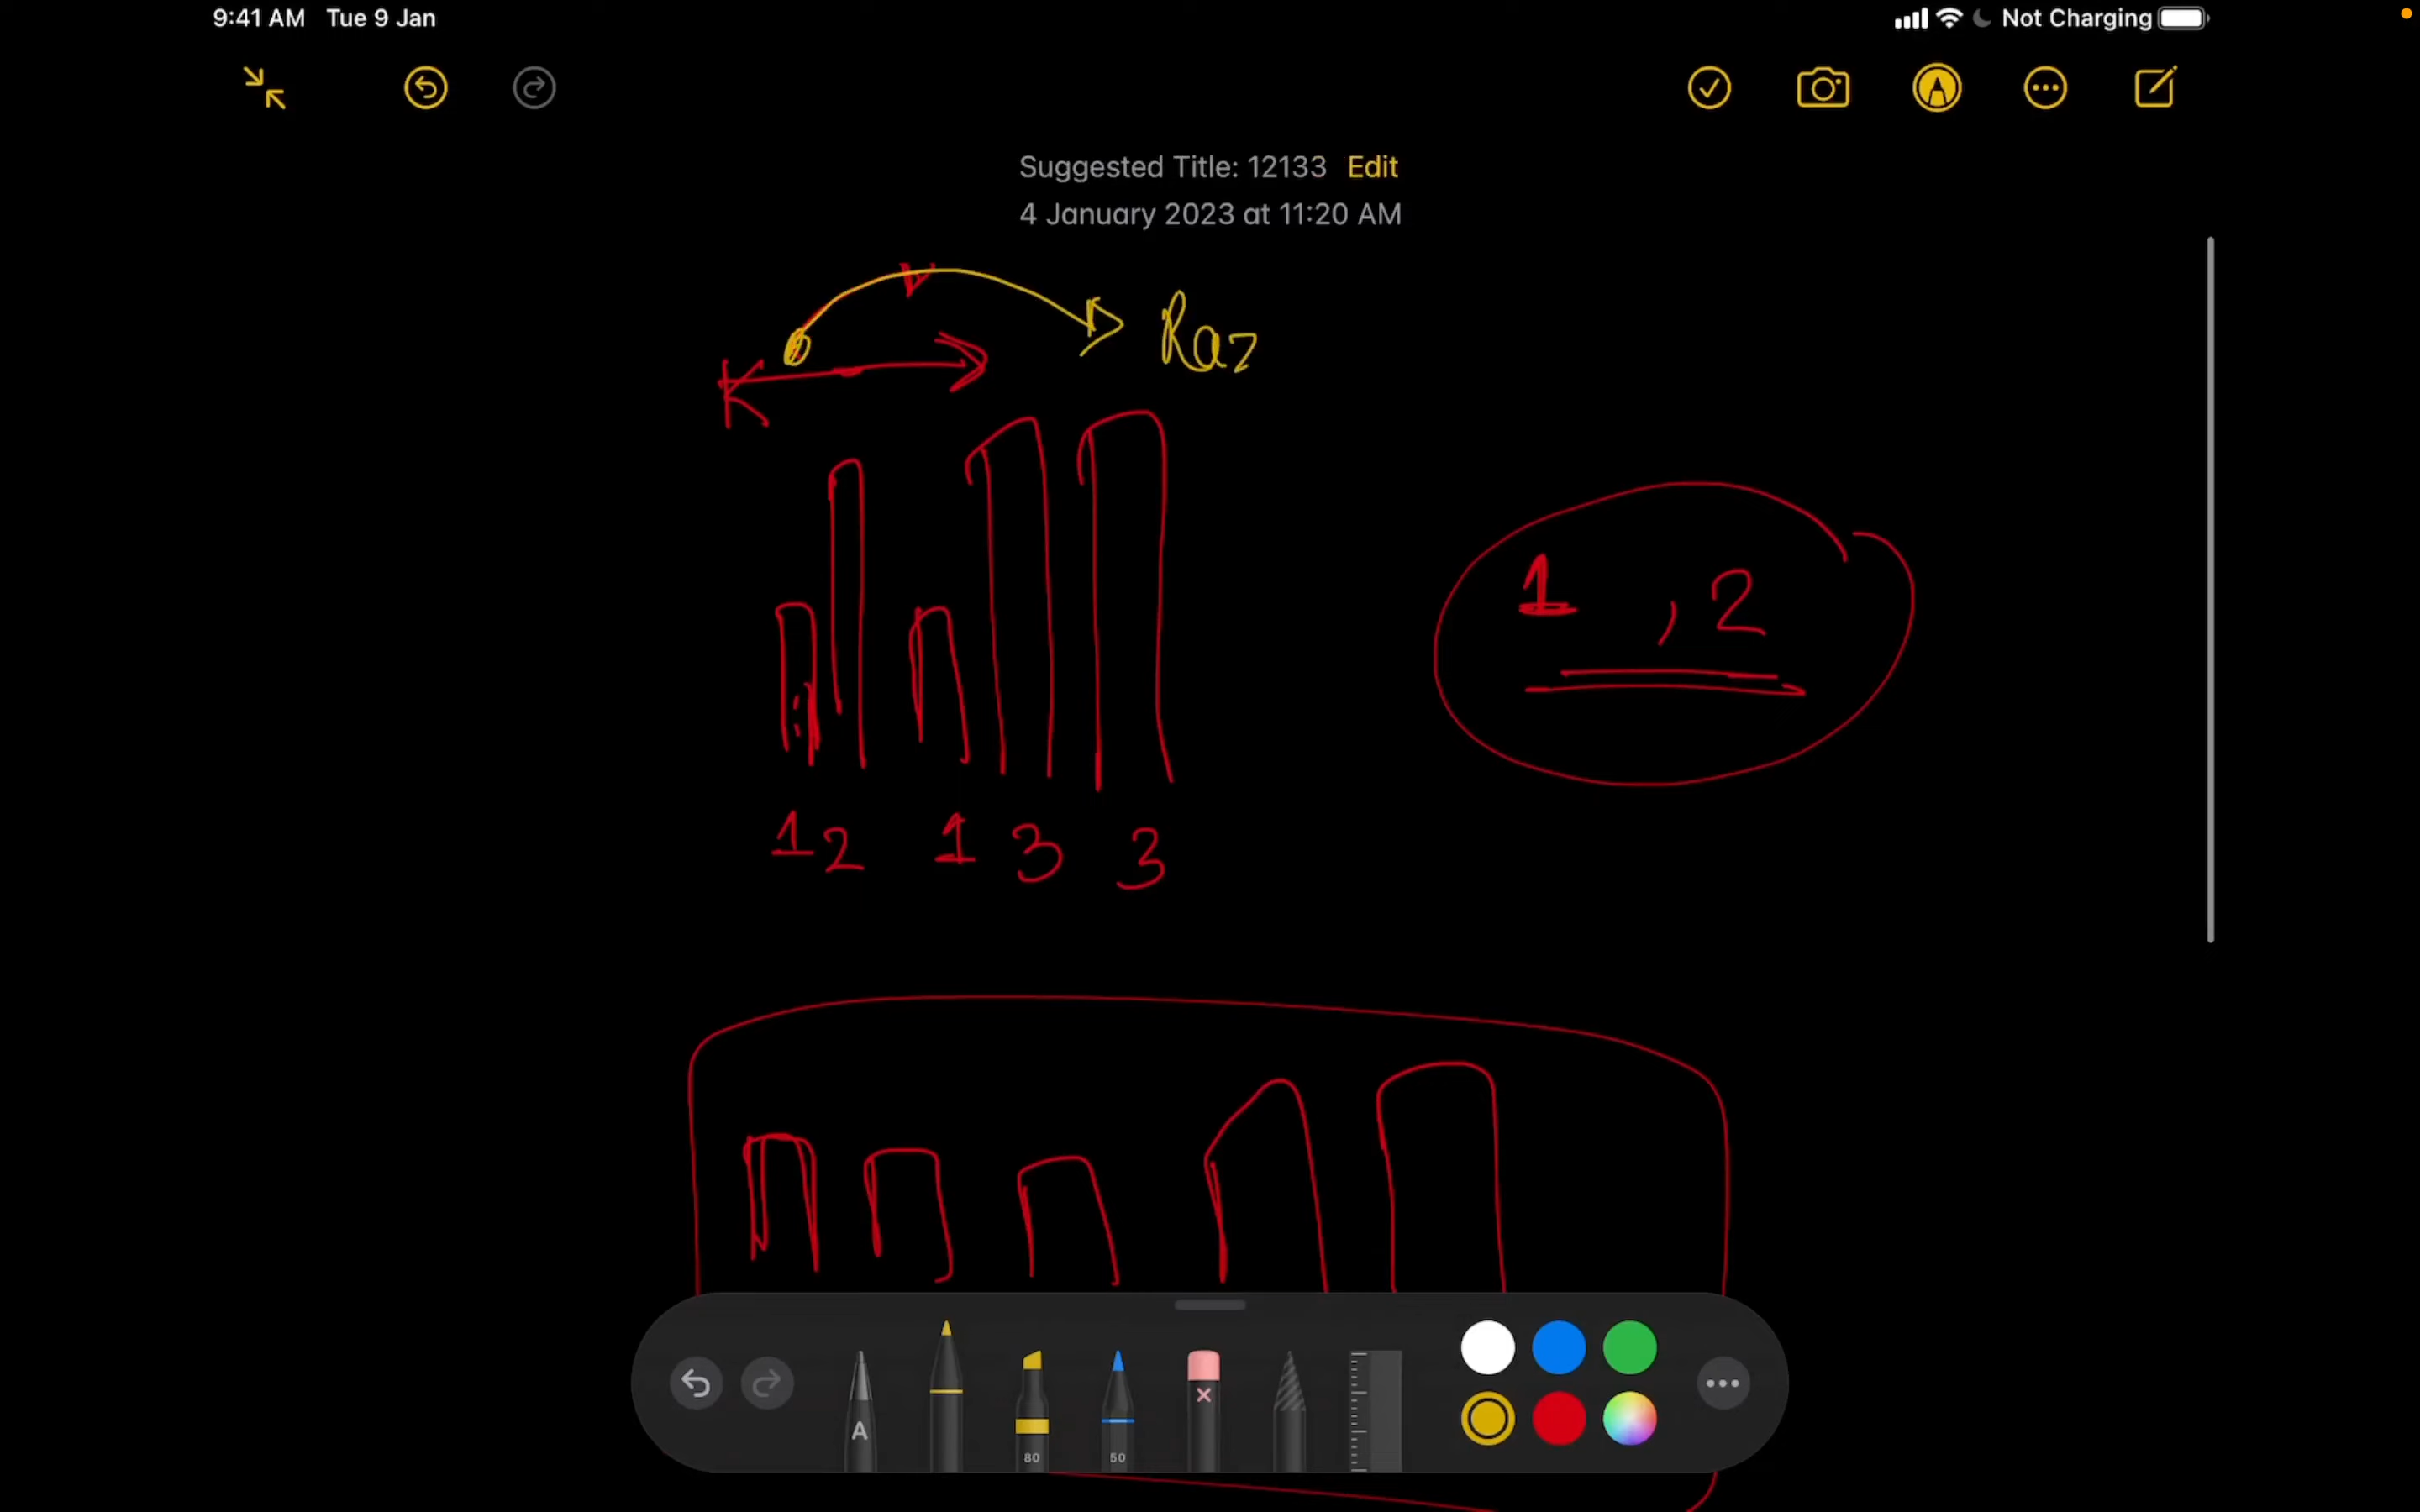 9:41 AM Tue 9 Jan Not Charging
Suggested Title: 12133 Edit
4 January 2023 at 11:20 AM
Raz
K
1 , 2
1 2 1 3 3
A 80 50